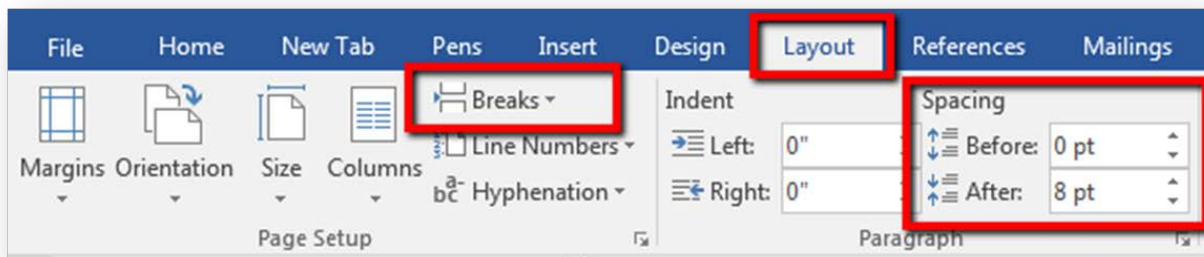 File Home New Tab Pens Insert Design Layout References Mailings
Breaks Indent Spacing
Line Numbers Left: 0" Before: 0 pt
Margins Orientation Size Columns
Hyphenation Right: 0" After: 8 pt
Page Setup Paragraph